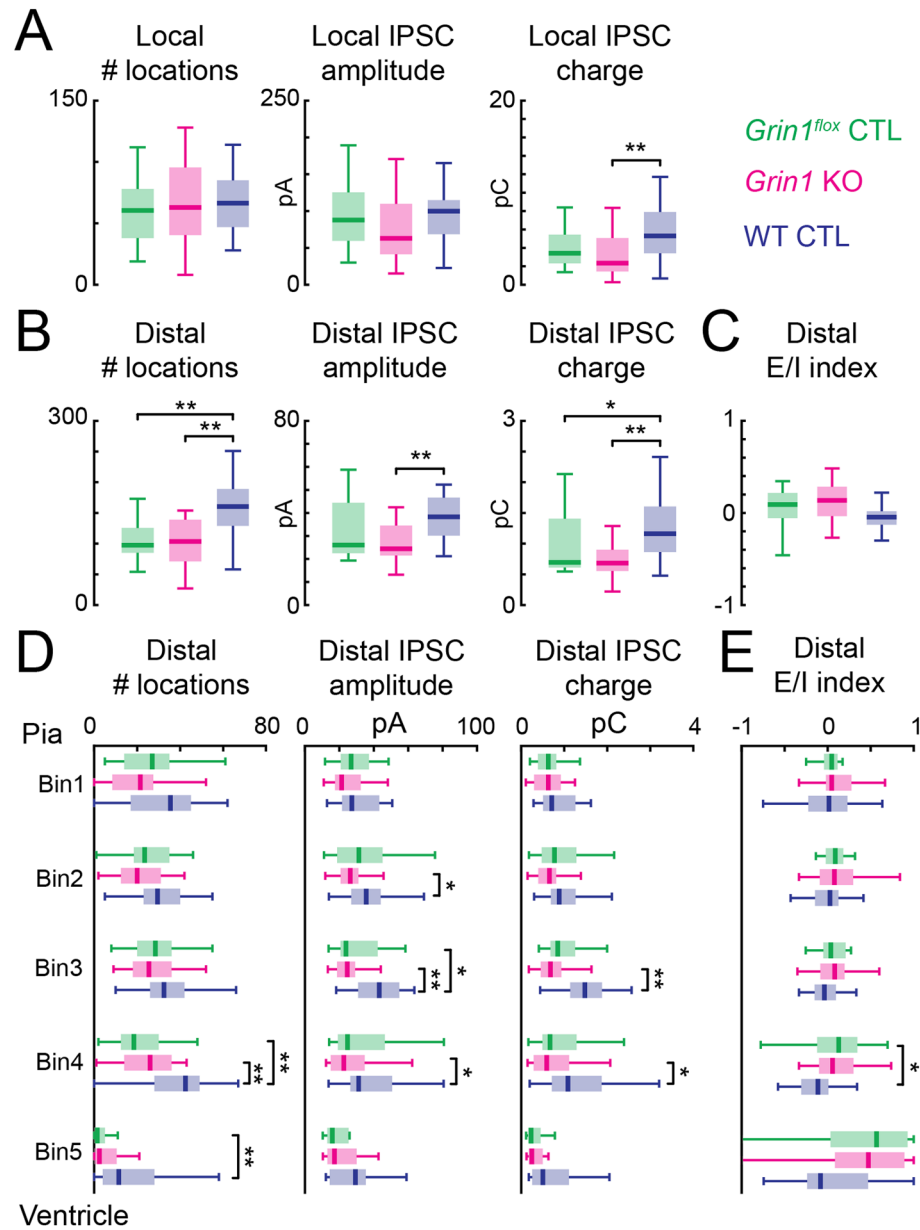 A
Local
# locations
Local IPSC
amplitude
Local IPSC
charge
150
0
250
pA
0
20
pC
0
**
Grin1flox CTL
Grin1 KO
WT CTL
B
Distal
# locations
Distal IPSC
amplitude
Distal IPSC
charge
C
Distal
E/I index
300
0
**
**
80
pA
0
**
3
pC
0
*
**
1
0
-1
D
Distal
# locations
Distal IPSC
amplitude
Distal IPSC
charge
E
Distal
E/I index
Pia
0 80
0 pA 100
0 pC 4
-1 0 1
Bin1
Bin2
*
Bin3
** *
**
Bin4
** **
*
*
*
Bin5
**
Ventricle